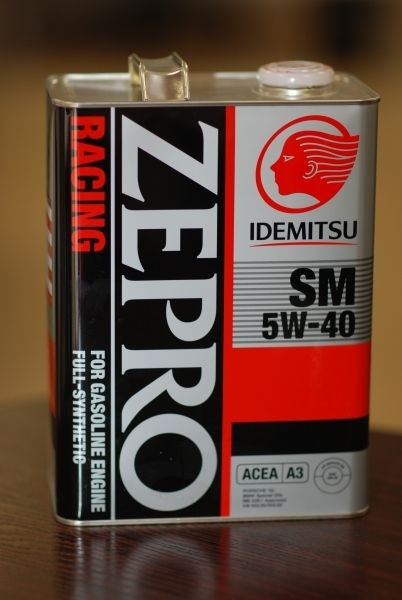 ZEPRO
RACING
FOR GASOLINE ENGINE
FULL-SYNTHETIC
IDEMITSU
SM
5W-40
ACEA A3